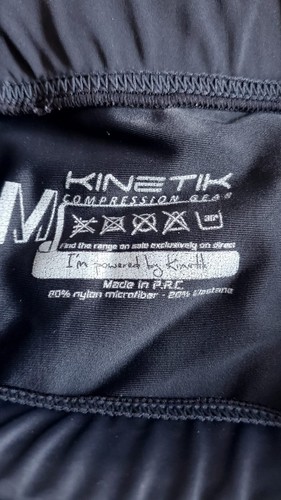 KINETIK
COMPRESSION GEAR
M
Find the range on sale exclusively on direct
I'm powered by
Made in P.R.C.
80% nylon microfiber - 20% Elastane